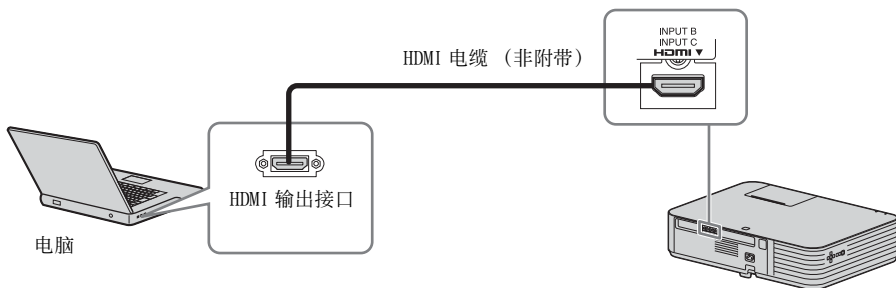 INPUT B
INPUT C
HDMI ▼
HDMI 电缆 （非附带）
HDMI 输出接口
电脑